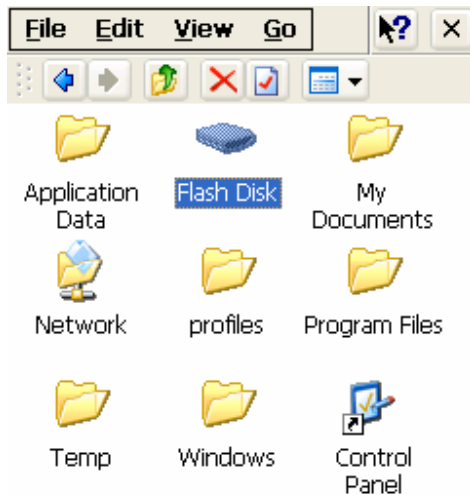 File Edit View Go ?
Application Data
Flash Disk
My Documents
Network
profiles
Program Files
Temp
Windows
Control Panel